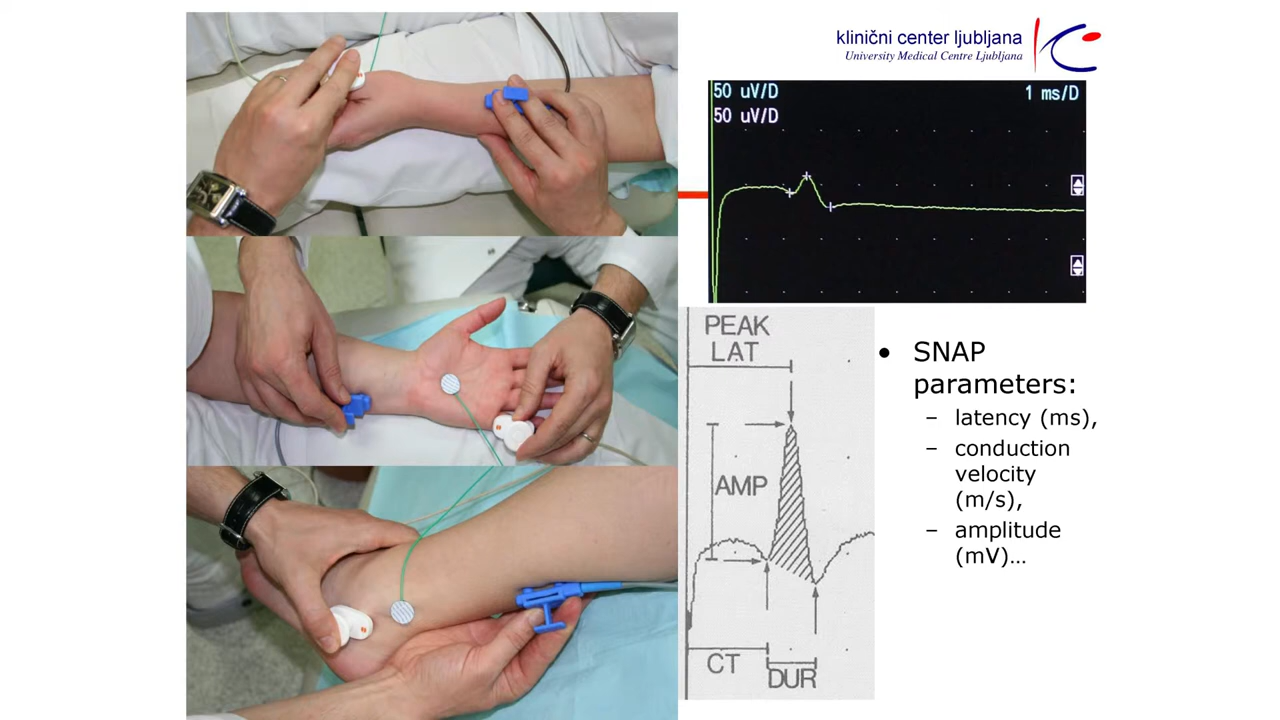 klinični center ljubljana
University Medical Centre Ljubljana
50 uV/D
1 ms/D
50 uV/D
PEAK
LAT
AMP
CT
DUR
• SNAP
parameters:
– latency (ms),
– conduction
velocity
(m/s),
– amplitude
(mV)…